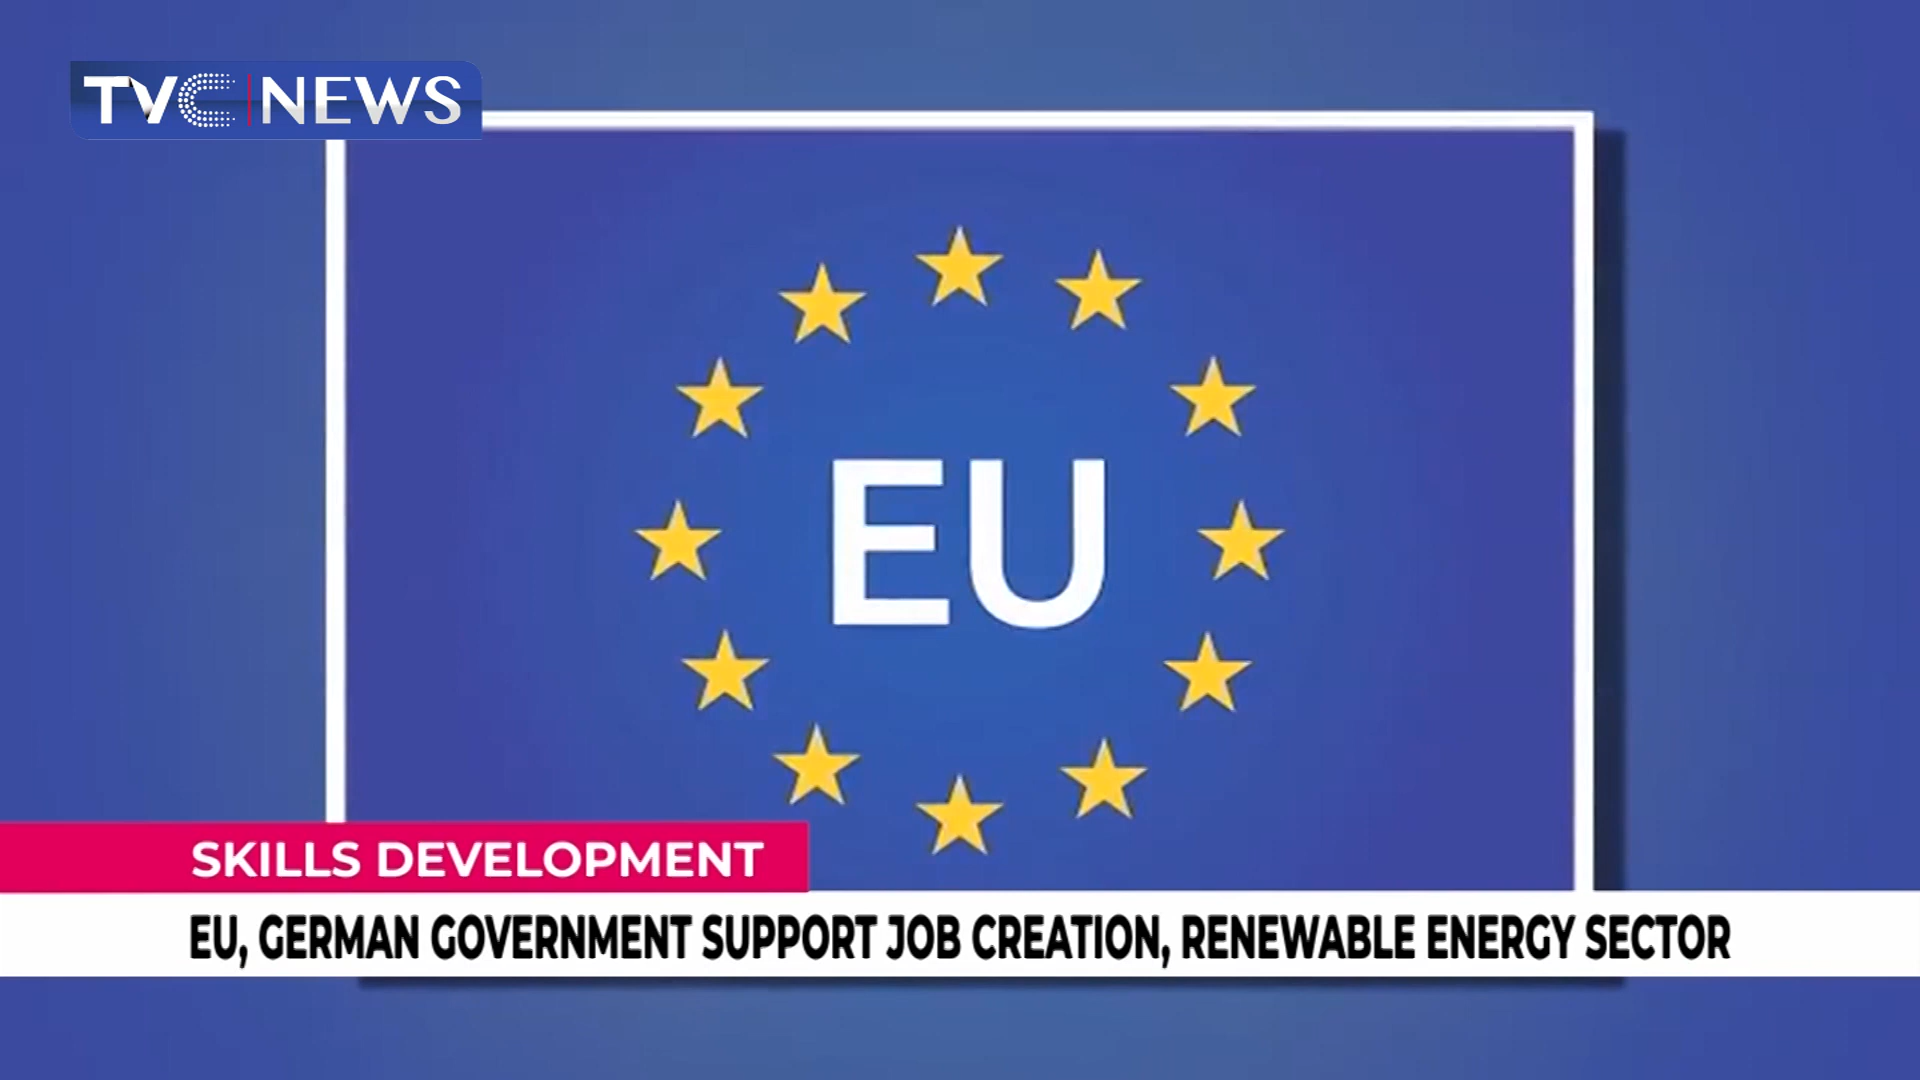 TVC NEWS
EU
SKILLS DEVELOPMENT
EU, GERMAN GOVERNMENT SUPPORT JOB CREATION, RENEWABLE ENERGY SECTOR